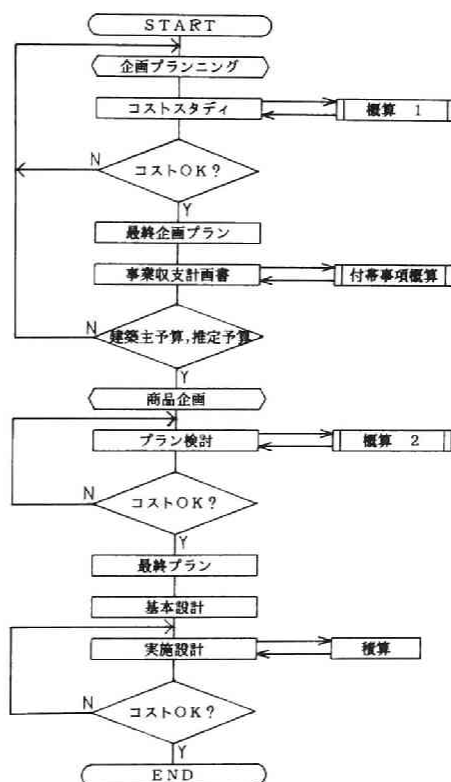 START
企画プランニング
コストスタディ
概算 1
N
コストOK?
Y
最終企画プラン
事業収支計画書
付帯事項概算
N
建築主予算,推定予算
Y
商品企画
プラン検討
概算 2
N
コストOK?
Y
最終プラン
基本設計
実施設計
積算
N
コストOK?
Y
END